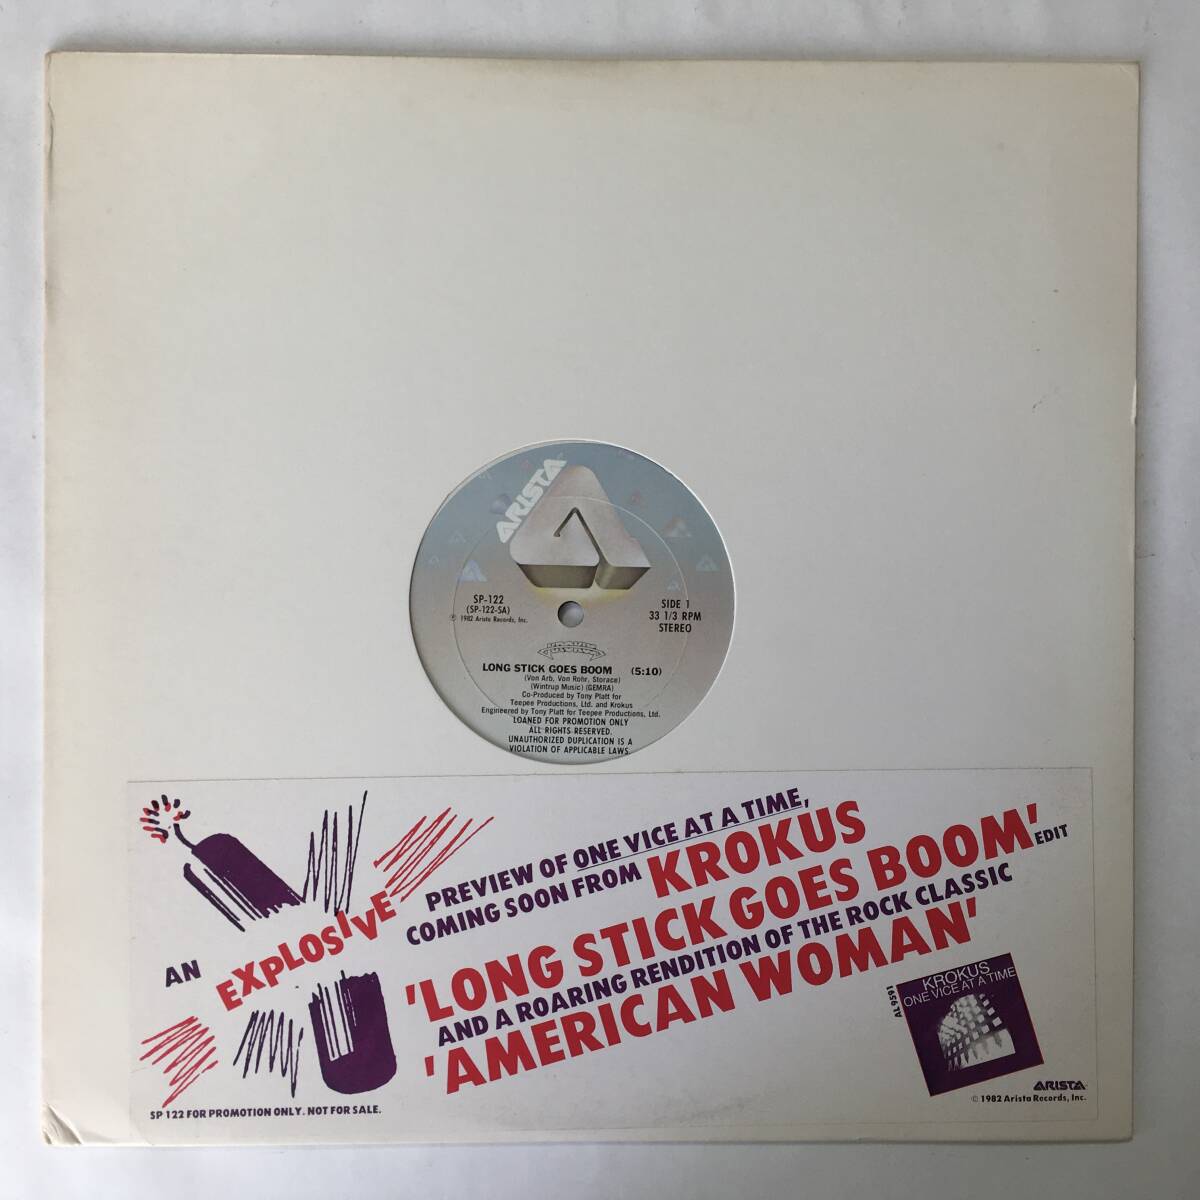 ARISTA
SP-122
(SP-122-SA)
℗ 1982 Arista Records, Inc.
SIDE 1
33 1/3 RPM
STEREO
KROKUS
LONG STICK GOES BOOM (5:10)
(Von Arb, Von Rohr, Storace)
(Wintrup Music) (GEMRA)
Co-Produced by Tony Platt for
Teepee Productions, Ltd. and Krokus
Engineered by Tony Platt for Teepee Productions, Ltd.
LOANED FOR PROMOTION ONLY
ALL RIGHTS RESERVED.
UNAUTHORIZED DUPLICATION IS A
VIOLATION OF APPLICABLE LAWS.
AN EXPLOSIVE
PREVIEW OF ONE VICE AT A TIME,
COMING SOON FROM KROKUS
'LONG STICK GOES BOOM' EDIT
AND A ROARING RENDITION OF THE ROCK CLASSIC
'AMERICAN WOMAN'
AL 9591
KROKUS
ONE VICE AT A TIME
SP 122 FOR PROMOTION ONLY. NOT FOR SALE.
ARISTA
© 1982 Arista Records, Inc.